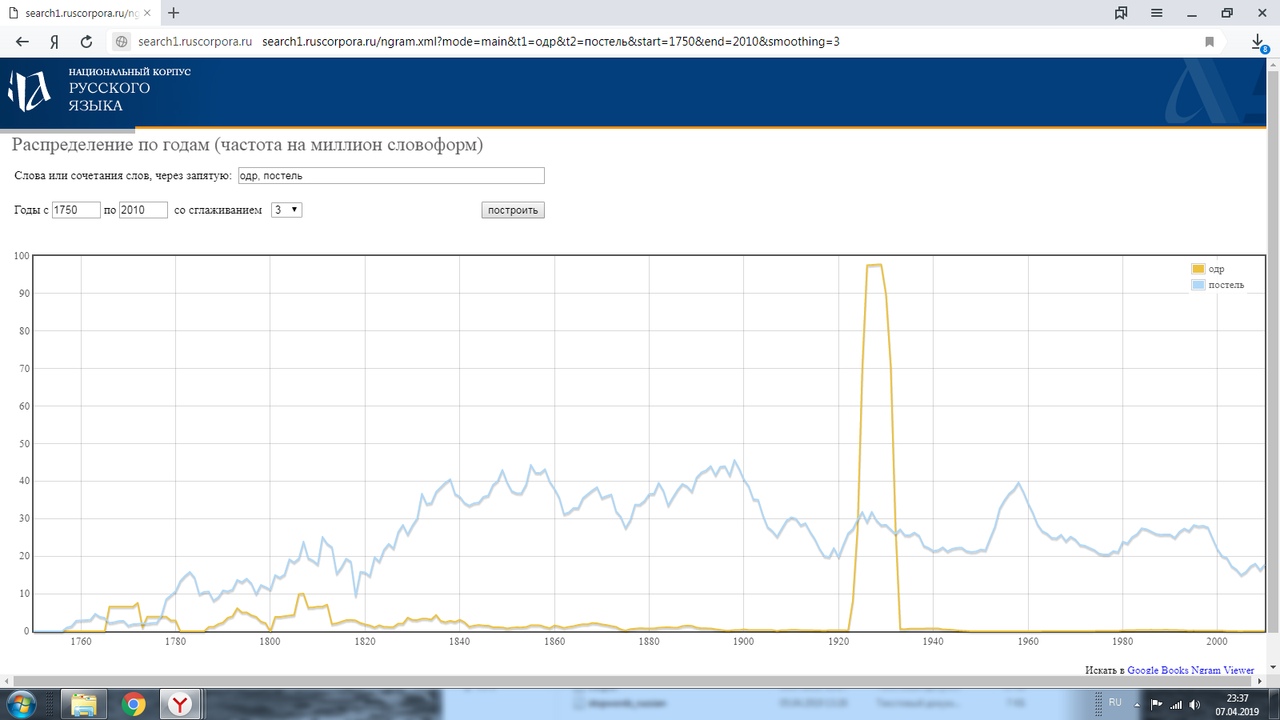 search1.ruscorpora.ru/ng
search1.ruscorpora.ru search1.ruscorpora.ru/ngram.xml?mode=main&t1=одр&t2=постель&start=1750&end=2010&smoothing=3
8
НАЦИОНАЛЬНЫЙ КОРПУС
РУССКОГО
ЯЗЫКА
Распределение по годам (частота на миллион словоформ)
Слова или сочетания слов, через запятую: одр, постель
Годы с 1750 по 2010 со сглаживанием 3 построить
100
90
80
70
60
50
40
30
20
10
0
одр
постель
1760 1780 1800 1820 1840 1860 1880 1900 1920 1940 1960 1980 2000
Искать в Google Books Ngram Viewer
RU
23:37
07.04.2019